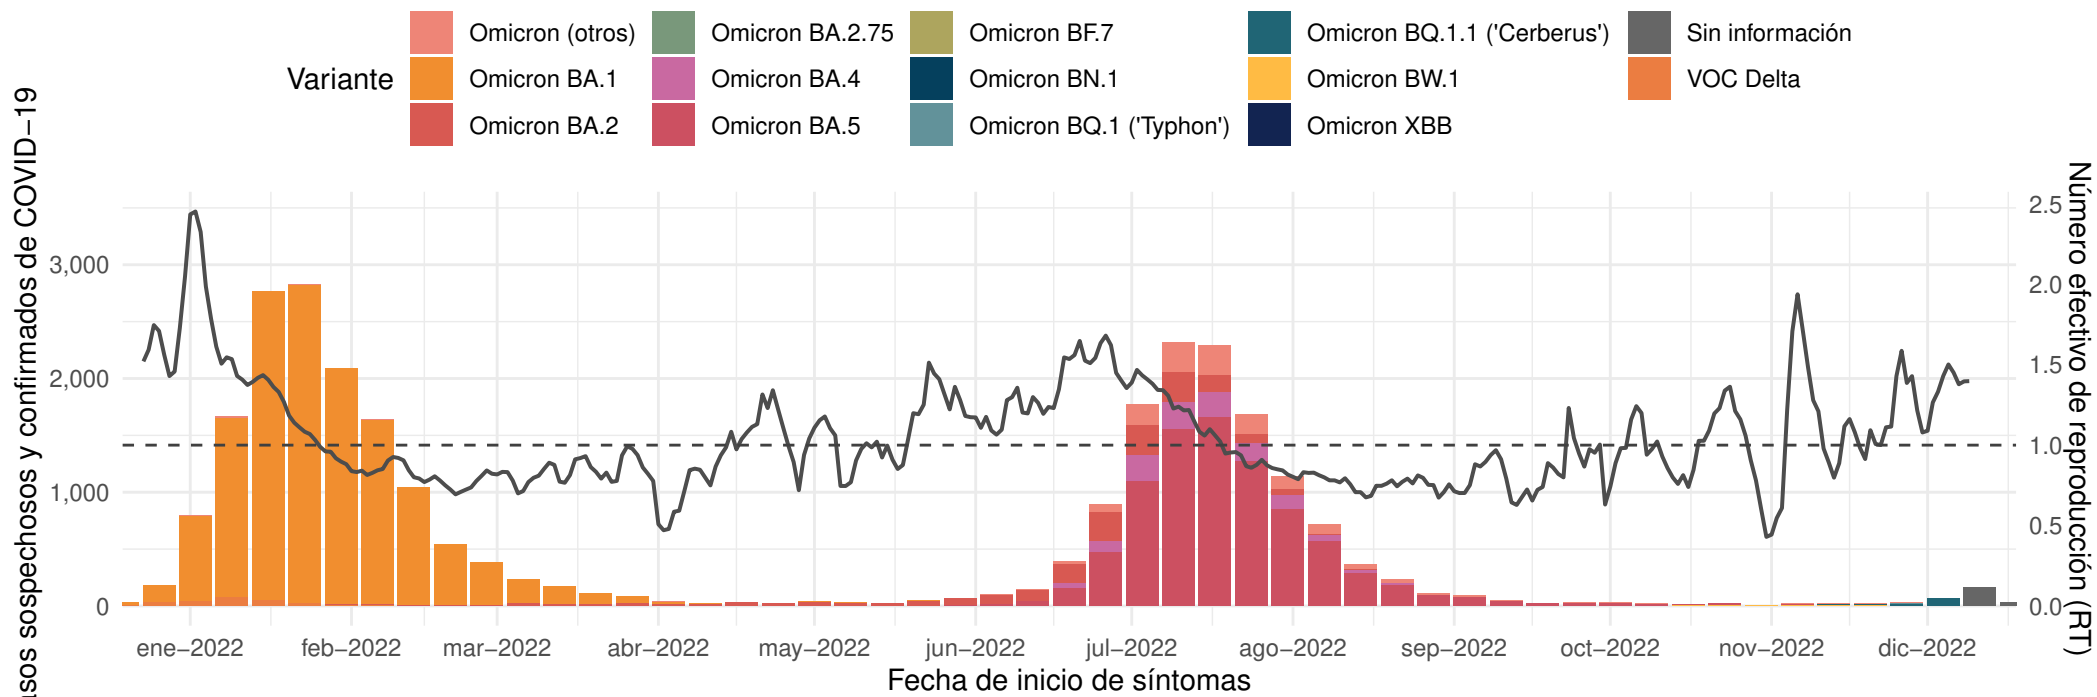 Variante
Omicron (otros)
Omicron BA.1
Omicron BA.2
Omicron BA.2.75
Omicron BA.4
Omicron BA.5
Omicron BF.7
Omicron BN.1
Omicron BQ.1 ('Typhon')
Omicron BQ.1.1 ('Cerberus')
Omicron BW.1
Omicron XBB
Sin información
VOC Delta
sospechosos y confirmados de COVID−19
3,000
2,000
1,000
0
2.5
2.0
1.5
1.0
0.5
0.0
Número efectivo de reproducción (RT)
ene−2022 feb−2022 mar−2022 abr−2022 may−2022 jun−2022 jul−2022 ago−2022 sep−2022 oct−2022 nov−2022 dic−2022
Fecha de inicio de síntomas